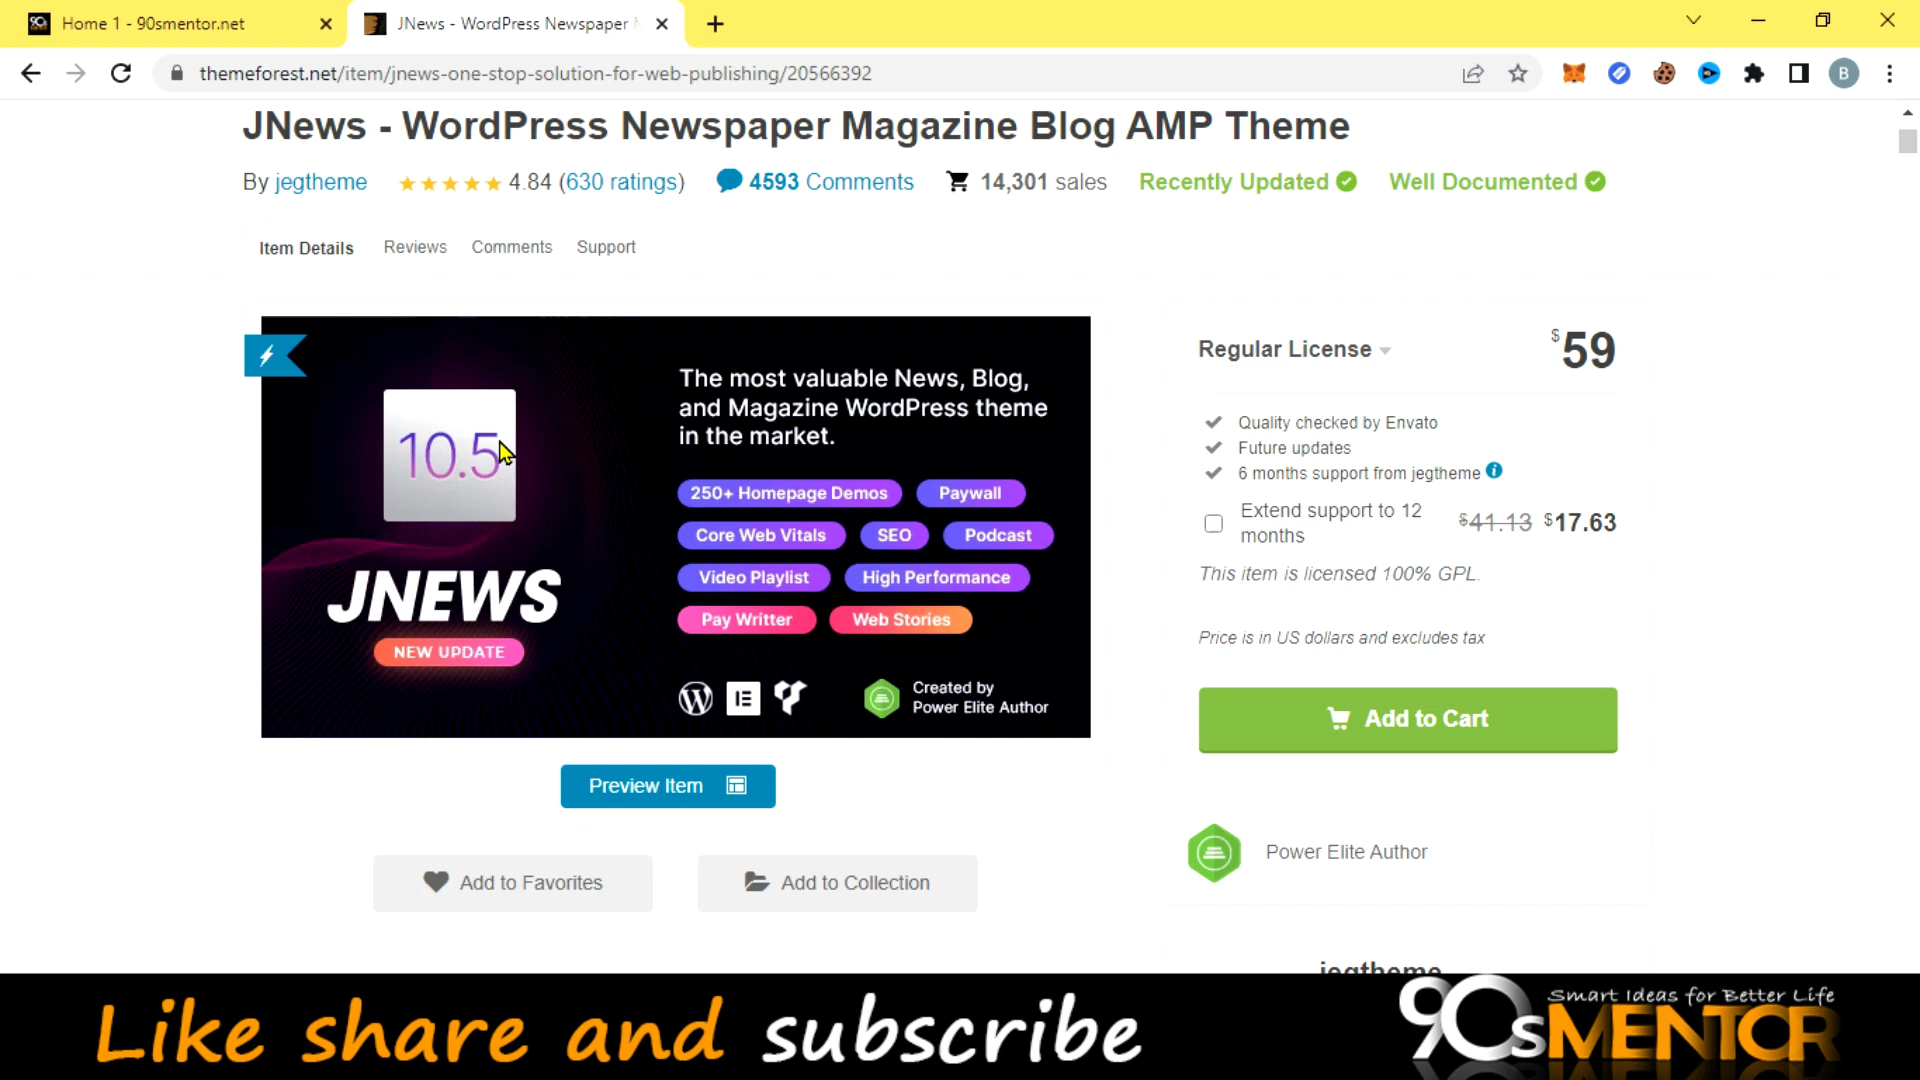 Home 1 - 90smentor.net
JNews - WordPress Newspaper
themeforest.net/item/jnews-one-stop-solution-for-web-publishing/20566392
B
JNews - WordPress Newspaper Magazine Blog AMP Theme
By jegtheme 4.84 (630 ratings) 4593 Comments 14,301 sales Recently Updated Well Documented
Item Details Reviews Comments Support
10.5
JNEWS
NEW UPDATE
The most valuable News, Blog,
and Magazine WordPress theme
in the market.
250+ Homepage Demos Paywall
Core Web Vitals SEO Podcast
Video Playlist High Performance
Pay Writter Web Stories
Created by
Power Elite Author
Preview Item
Add to Favorites Add to Collection
Regular License $59
Quality checked by Envato
Future updates
6 months support from jegtheme
Extend support to 12
months $41.13 $17.63
This item is licensed 100% GPL.
Price is in US dollars and excludes tax
Add to Cart
Power Elite Author
jegtheme
Like share and subscribe
Smart Ideas for Better Life
90sMENTOR